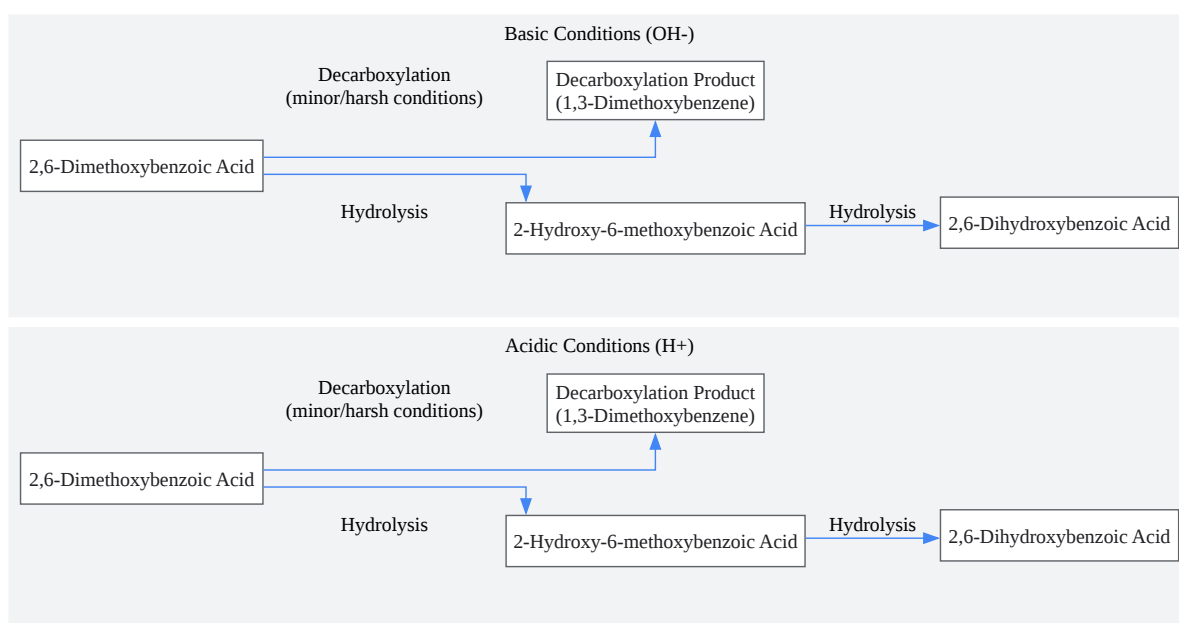 Basic Conditions (OH-)
Decarboxylation
(minor/harsh conditions)
Decarboxylation Product
(1,3-Dimethoxybenzene)
2,6-Dimethoxybenzoic Acid
Hydrolysis
2-Hydroxy-6-methoxybenzoic Acid
Hydrolysis
2,6-Dihydroxybenzoic Acid
Acidic Conditions (H+)
Decarboxylation
(minor/harsh conditions)
Decarboxylation Product
(1,3-Dimethoxybenzene)
2,6-Dimethoxybenzoic Acid
Hydrolysis
2-Hydroxy-6-methoxybenzoic Acid
Hydrolysis
2,6-Dihydroxybenzoic Acid